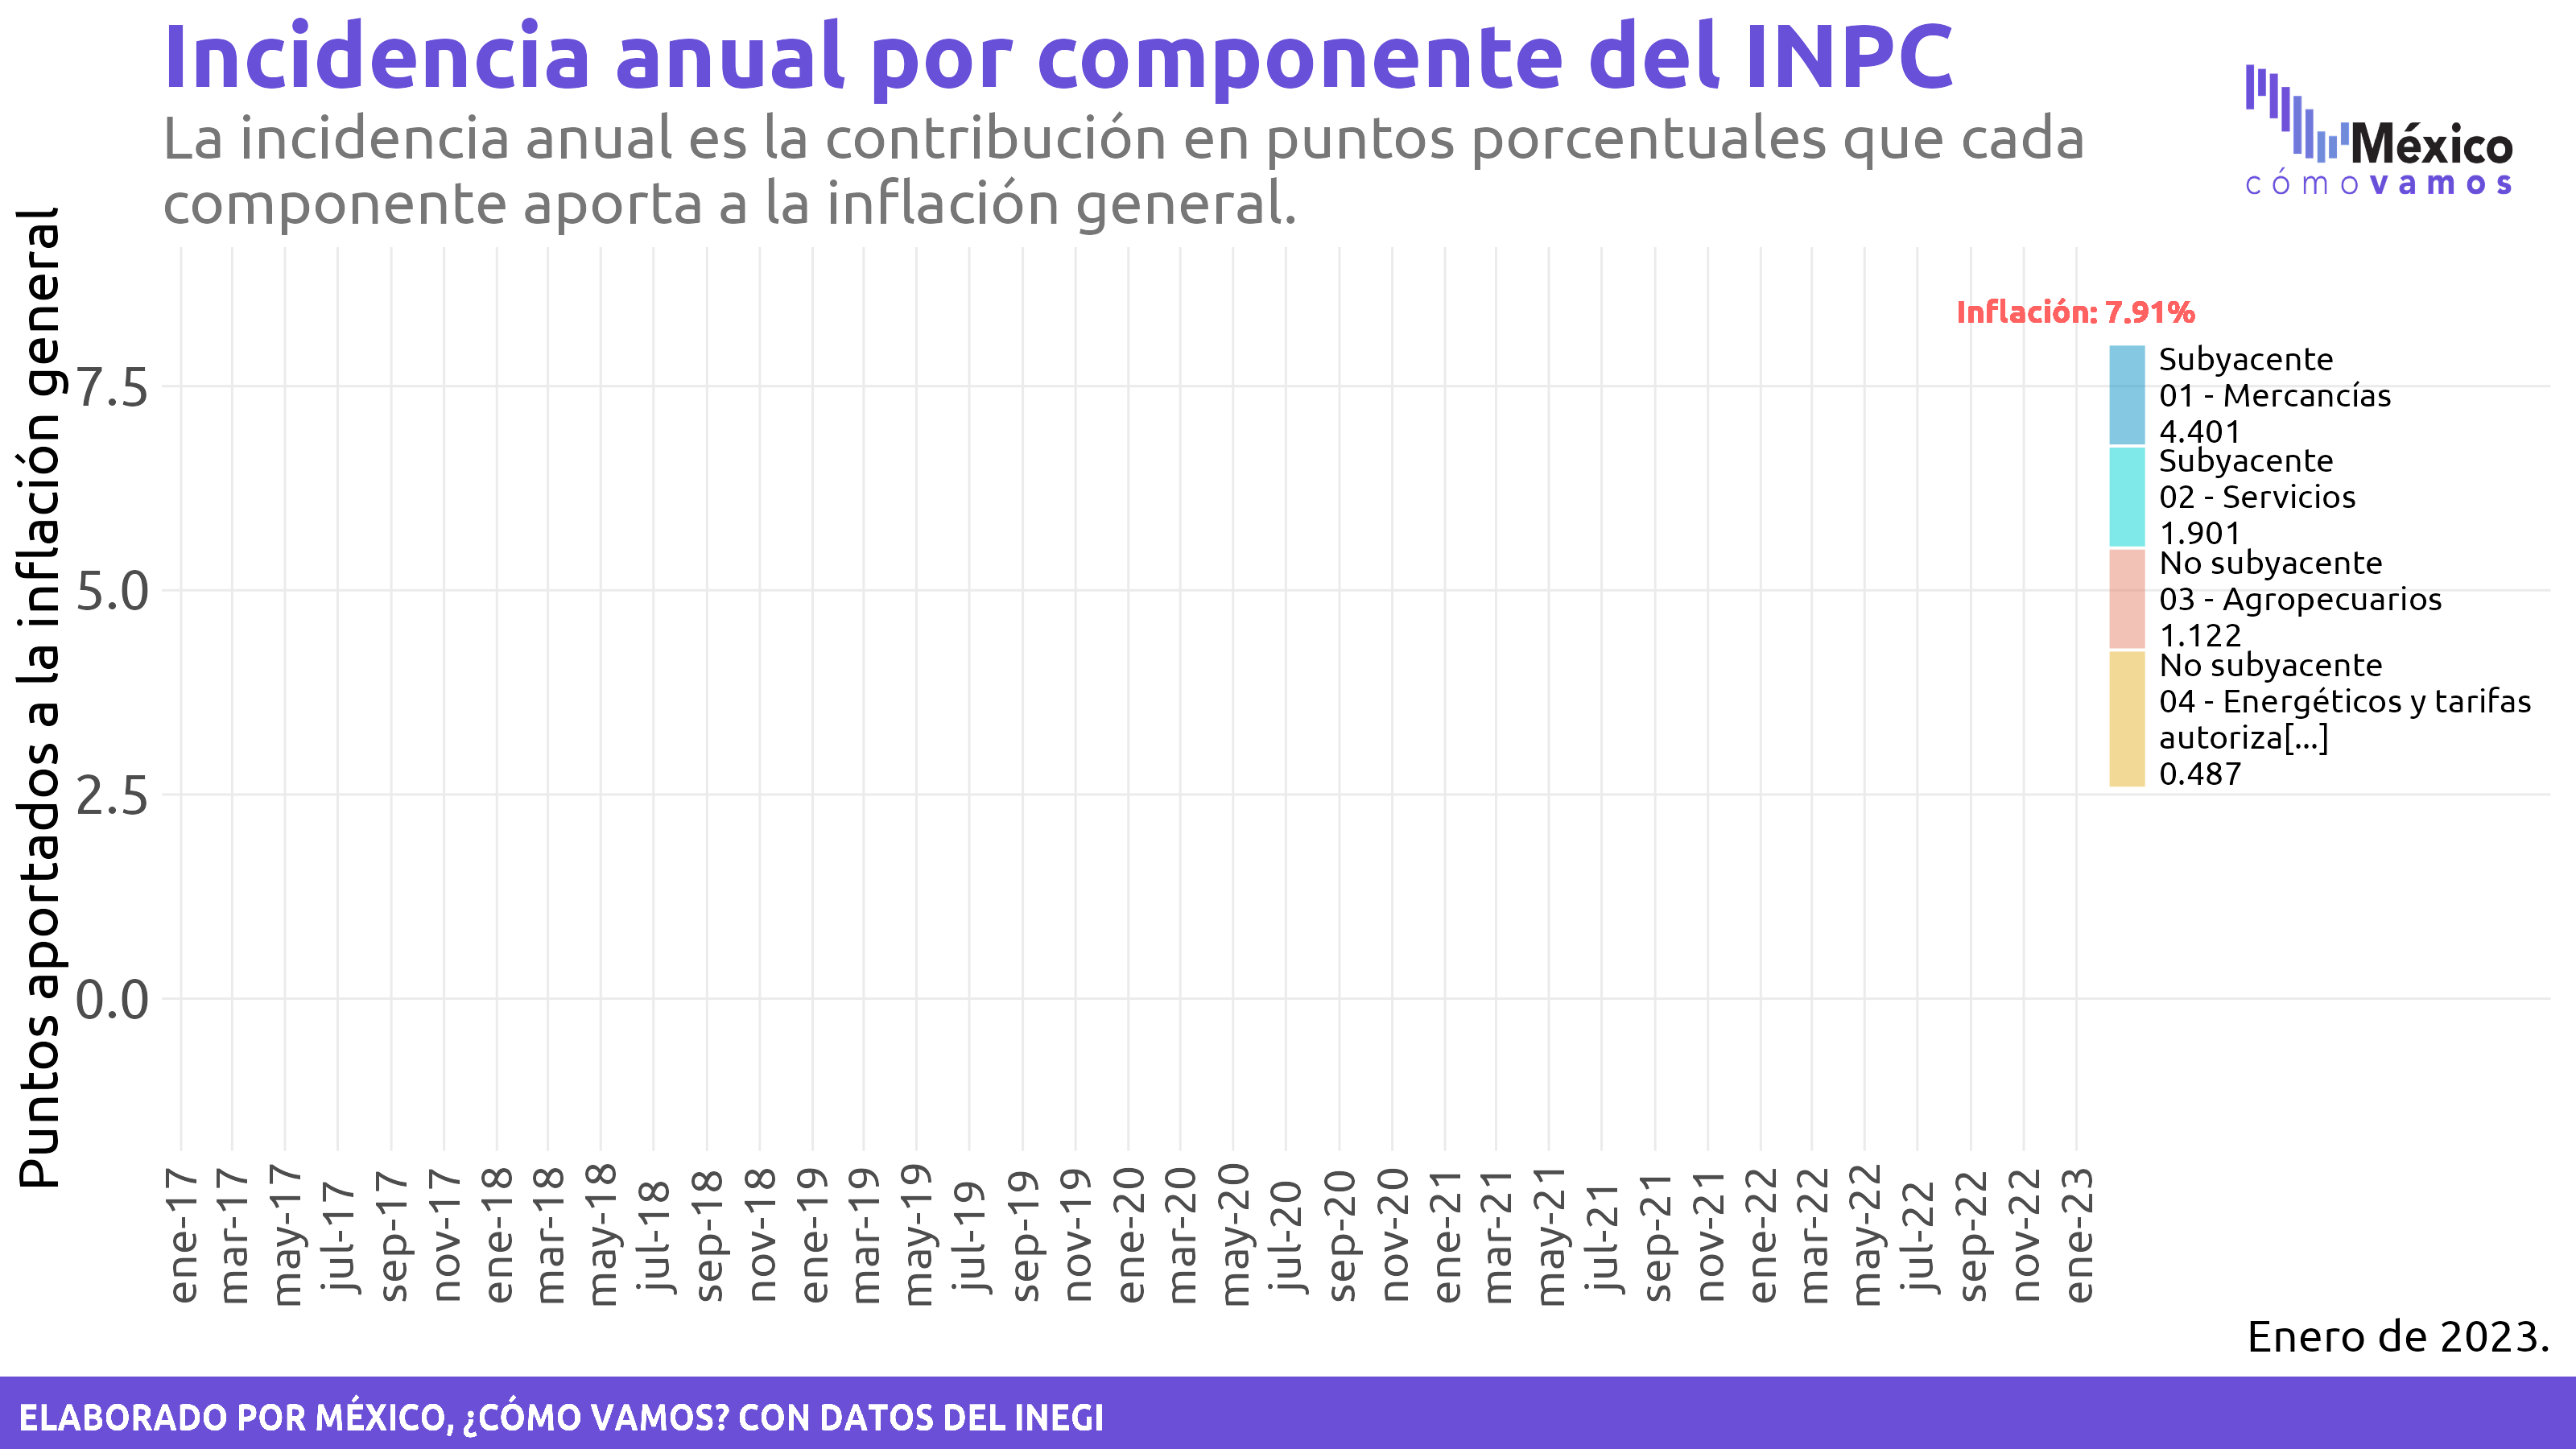 Incidencia anual por componente del INPC
La incidencia anual es la contribución en puntos porcentuales que cada
componente aporta a la inflación general.
México
cómovamos
Puntos aportados a la inflación general
7.5
5.0
2.5
0.0
Inflación: 7.91%
Subyacente
01 - Mercancías
4.401
Subyacente
02 - Servicios
1.901
No subyacente
03 - Agropecuarios
1.122
No subyacente
04 - Energéticos y tarifas
autoriza[...]
0.487
ene-17
mar-17
may-17
jul-17
sep-17
nov-17
ene-18
mar-18
may-18
jul-18
sep-18
nov-18
ene-19
mar-19
may-19
jul-19
sep-19
nov-19
ene-20
mar-20
may-20
jul-20
sep-20
nov-20
ene-21
mar-21
may-21
jul-21
sep-21
nov-21
ene-22
mar-22
may-22
jul-22
sep-22
nov-22
ene-23
Enero de 2023.
ELABORADO POR MÉXICO, ¿CÓMO VAMOS? CON DATOS DEL INEGI